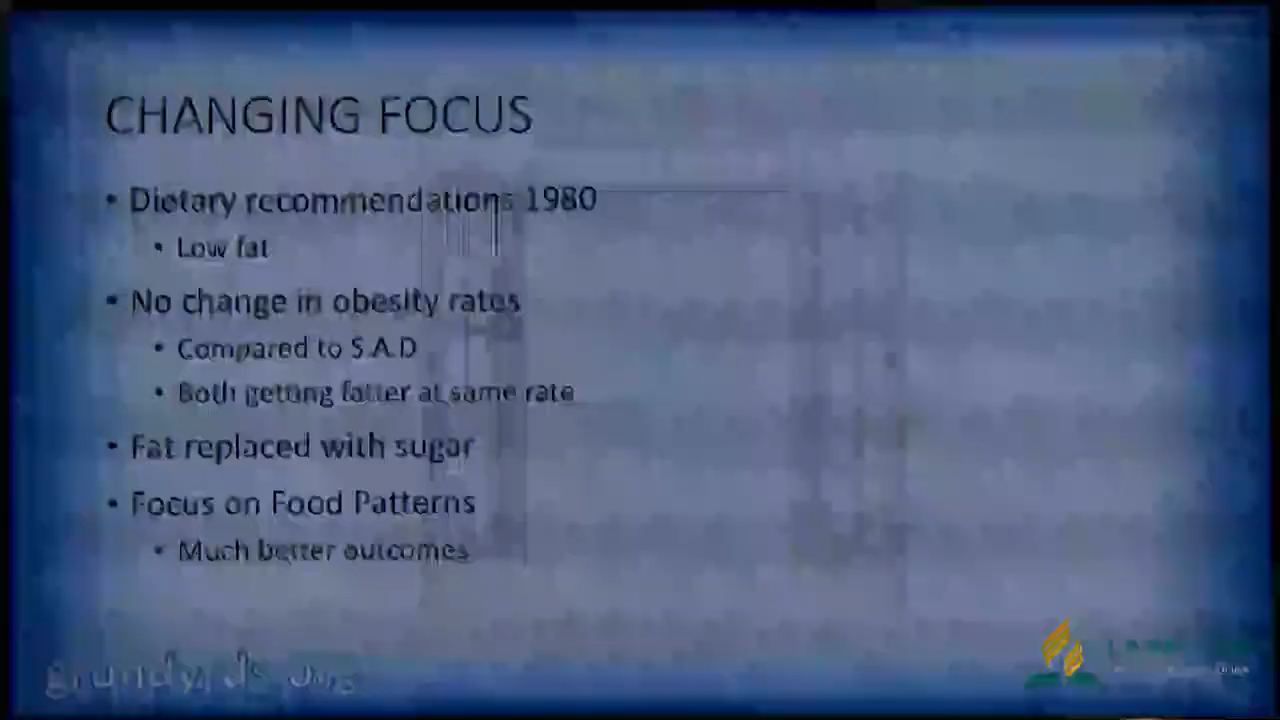 CHANGING FOCUS
• Dietary recommendations 1980
• Low fat
• No change in obesity rates
• Compared to S.A.D
• Both getting fatter at same rate
• Fat replaced with sugar
• Focus on Food Patterns
• Much better outcomes